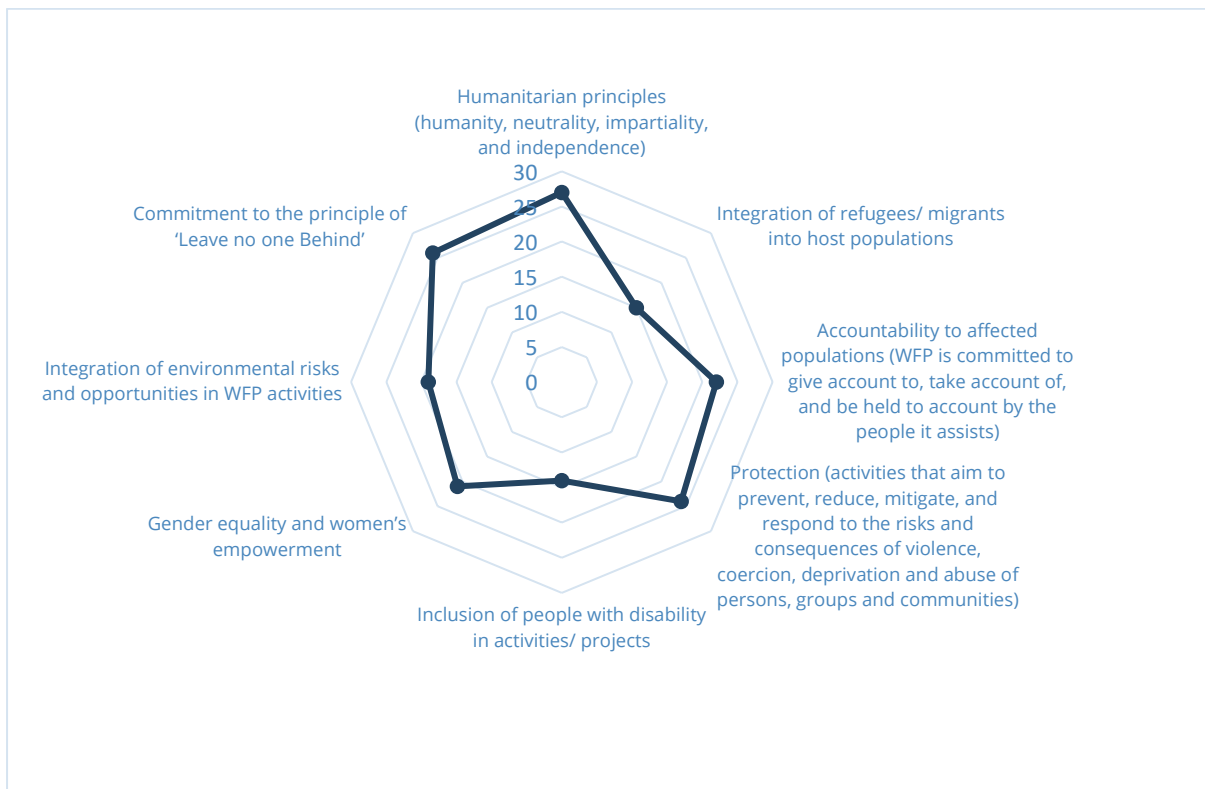 Humanitarian principles
(humanity, neutrality, impartiality,
and independence)
30
25
20
15
10
5
0
Integration of refugees/ migrants
into host populations
Accountability to affected
populations (WFP is committed to
give account to, take account of,
and be held to account by the
people it assists)
Protection (activities that aim to
prevent, reduce, mitigate, and
respond to the risks and
consequences of violence,
coercion, deprivation and abuse of
persons, groups and communities)
Inclusion of people with disability
in activities/ projects
Gender equality and women’s
empowerment
Integration of environmental risks
and opportunities in WFP activities
Commitment to the principle of
‘Leave no one Behind’